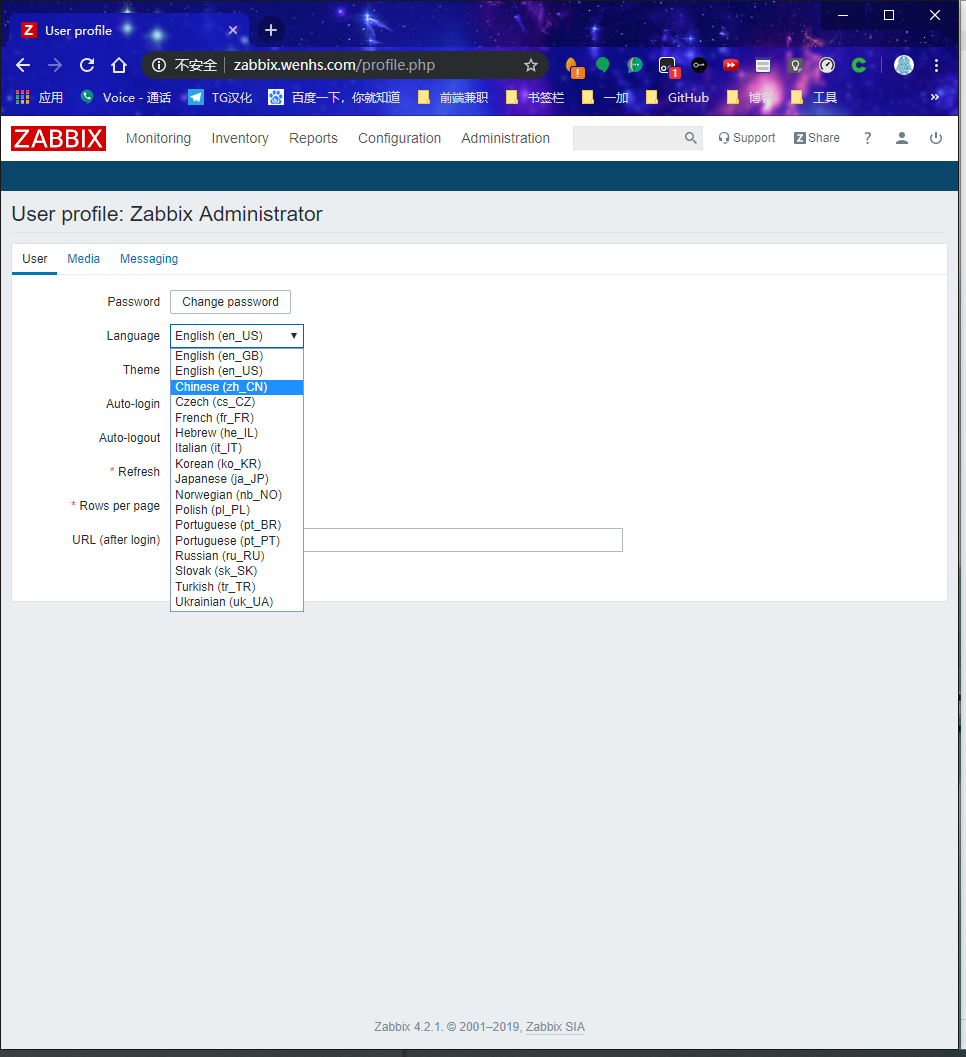 Z User profile
不安全 zabbix.wenhs.com/profile.php
! 1
应用 Voice - 通话 TG汉化 百度一下，你就知道 前端兼职 书签栏 一加 GitHub 博客 工具 »
ZABBIX Monitoring Inventory Reports Configuration Administration Support Z Share ?
User profile: Zabbix Administrator
User Media Messaging
Password Change password
Language English (en_US)
English (en_GB)
Theme English (en_US)
Chinese (zh_CN)
Auto-login Czech (cs_CZ)
French (fr_FR)
Auto-logout Hebrew (he_IL)
Italian (it_IT)
* Refresh Korean (ko_KR)
Japanese (ja_JP)
Norwegian (nb_NO)
* Rows per page Polish (pl_PL)
Portuguese (pt_BR)
URL (after login) Portuguese (pt_PT)
Russian (ru_RU)
Slovak (sk_SK)
Turkish (tr_TR)
Ukrainian (uk_UA)
Zabbix 4.2.1. © 2001–2019, Zabbix SIA